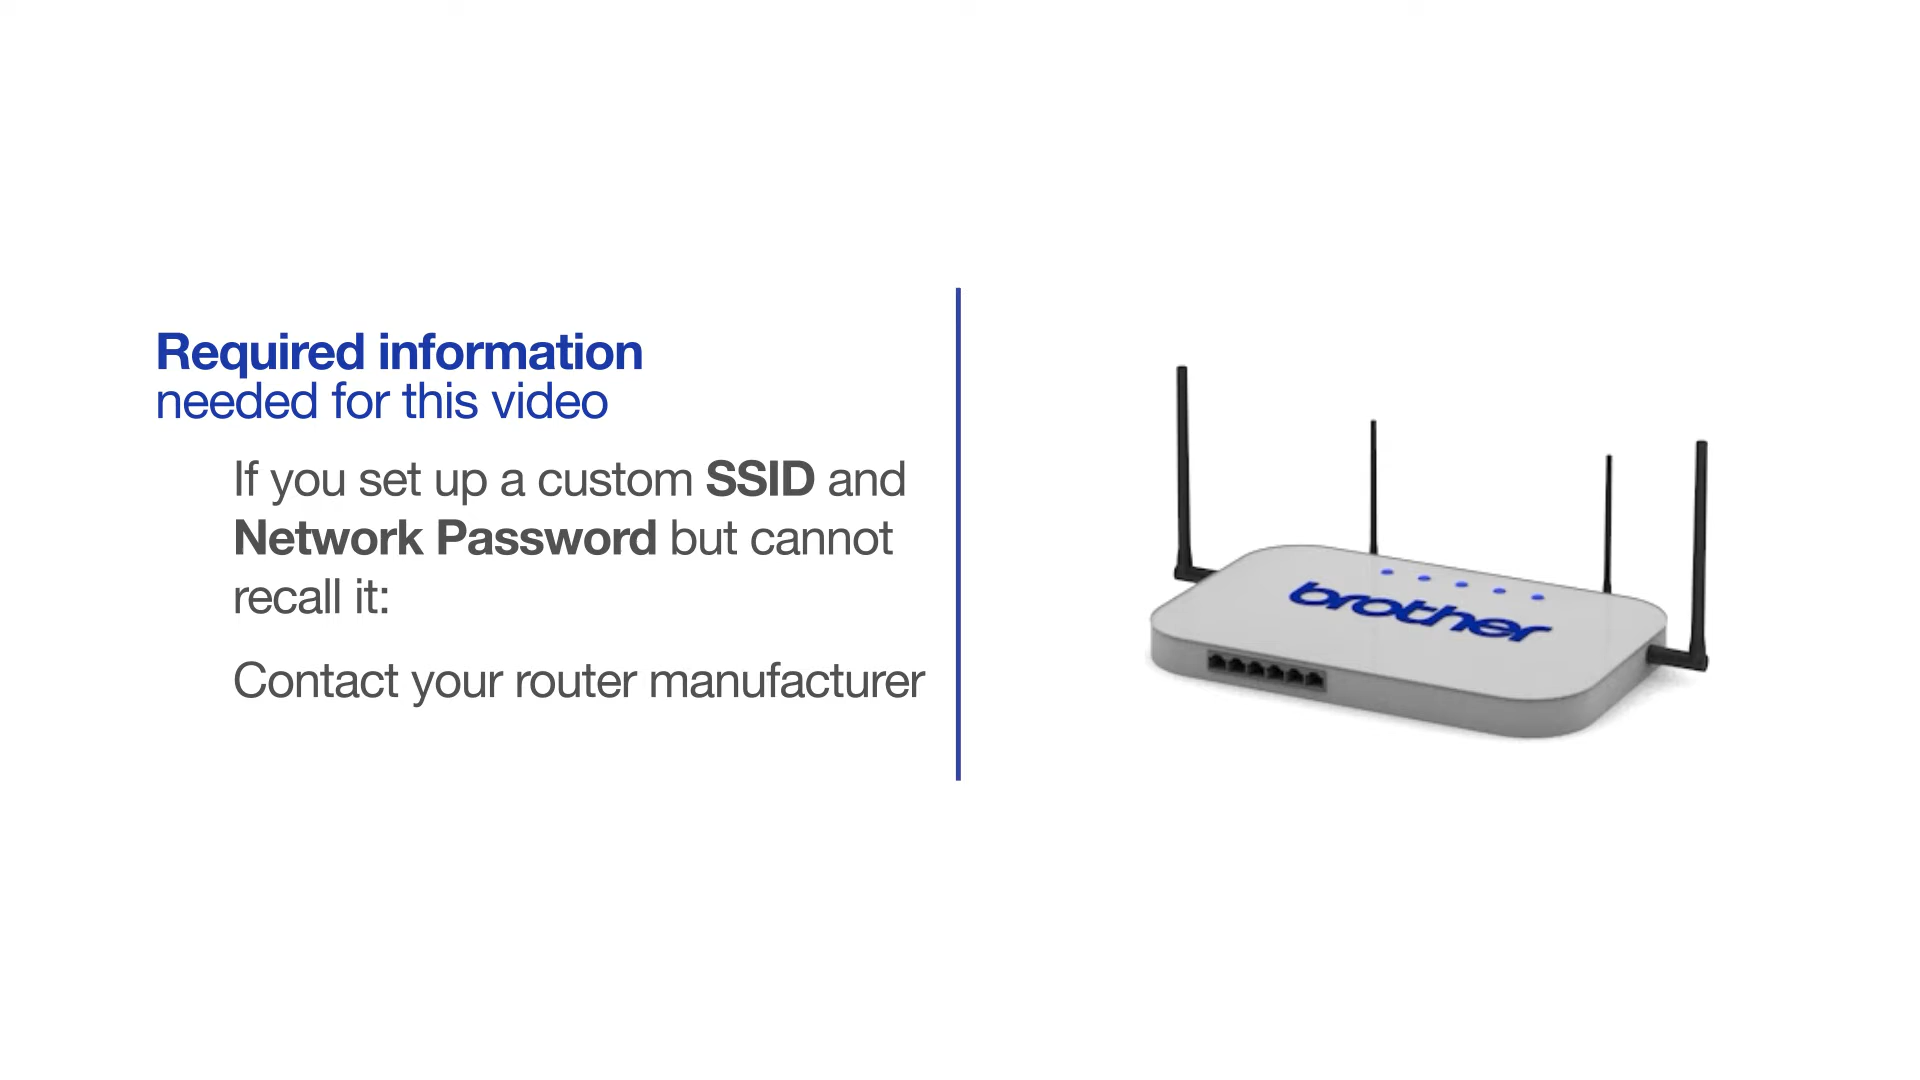 Required information
needed for this video
If you set up a custom SSID and
Network Password but cannot
recall it:
Contact your router manufacturer
brother